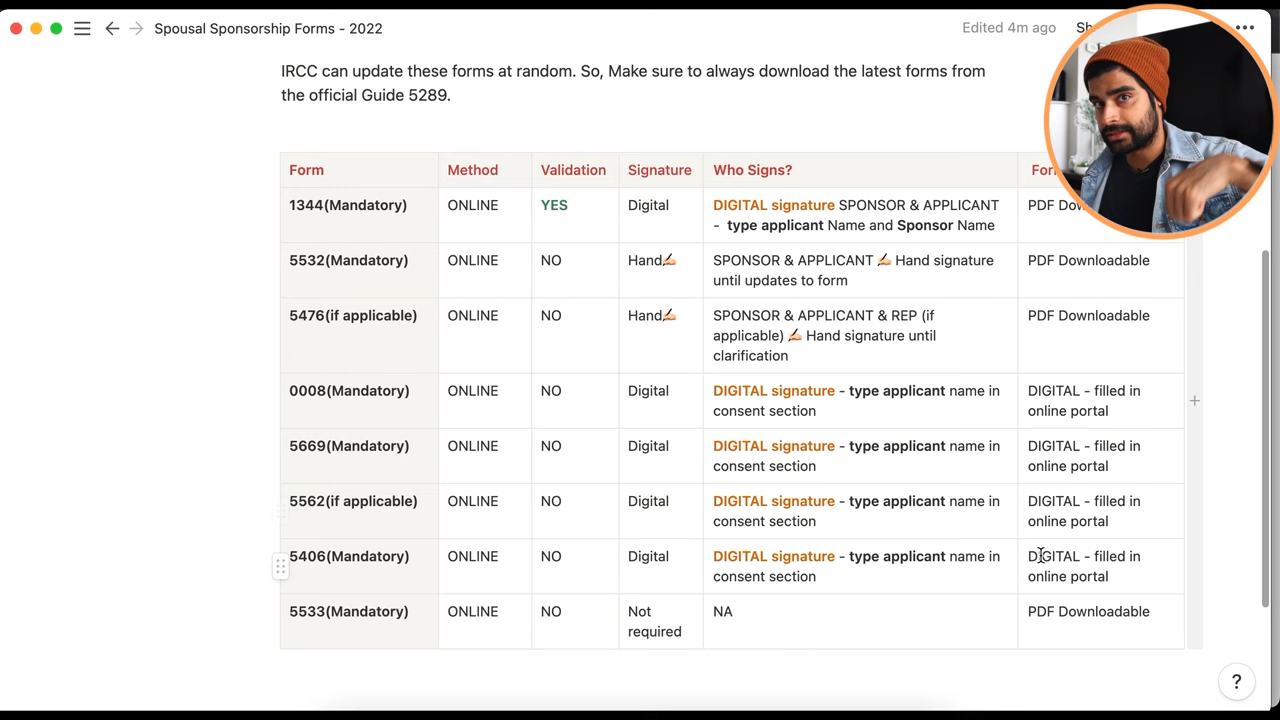 Spousal Sponsorship Forms - 2022
Edited 4m ago
IRCC can update these forms at random. So, Make sure to always download the latest forms from
the official Guide 5289.
Form Method Validation Signature Who Signs?
1344(Mandatory) ONLINE YES Digital DIGITAL signature SPONSOR & APPLICANT PDF
- type applicant Name and Sponsor Name
5532(Mandatory) ONLINE NO Hand✍🏻 SPONSOR & APPLICANT ✍🏻 Hand signature PDF Downloadable
until updates to form
5476(if applicable) ONLINE NO Hand✍🏻 SPONSOR & APPLICANT & REP (if PDF Downloadable
applicable) ✍🏻 Hand signature until
clarification
0008(Mandatory) ONLINE NO Digital DIGITAL signature - type applicant name in DIGITAL - filled in
consent section online portal
5669(Mandatory) ONLINE NO Digital DIGITAL signature - type applicant name in DIGITAL - filled in
consent section online portal
5562(if applicable) ONLINE NO Digital DIGITAL signature - type applicant name in DIGITAL - filled in
consent section online portal
5406(Mandatory) ONLINE NO Digital DIGITAL signature - type applicant name in DIGITAL - filled in
consent section online portal
5533(Mandatory) ONLINE NO Not NA PDF Downloadable
required
?